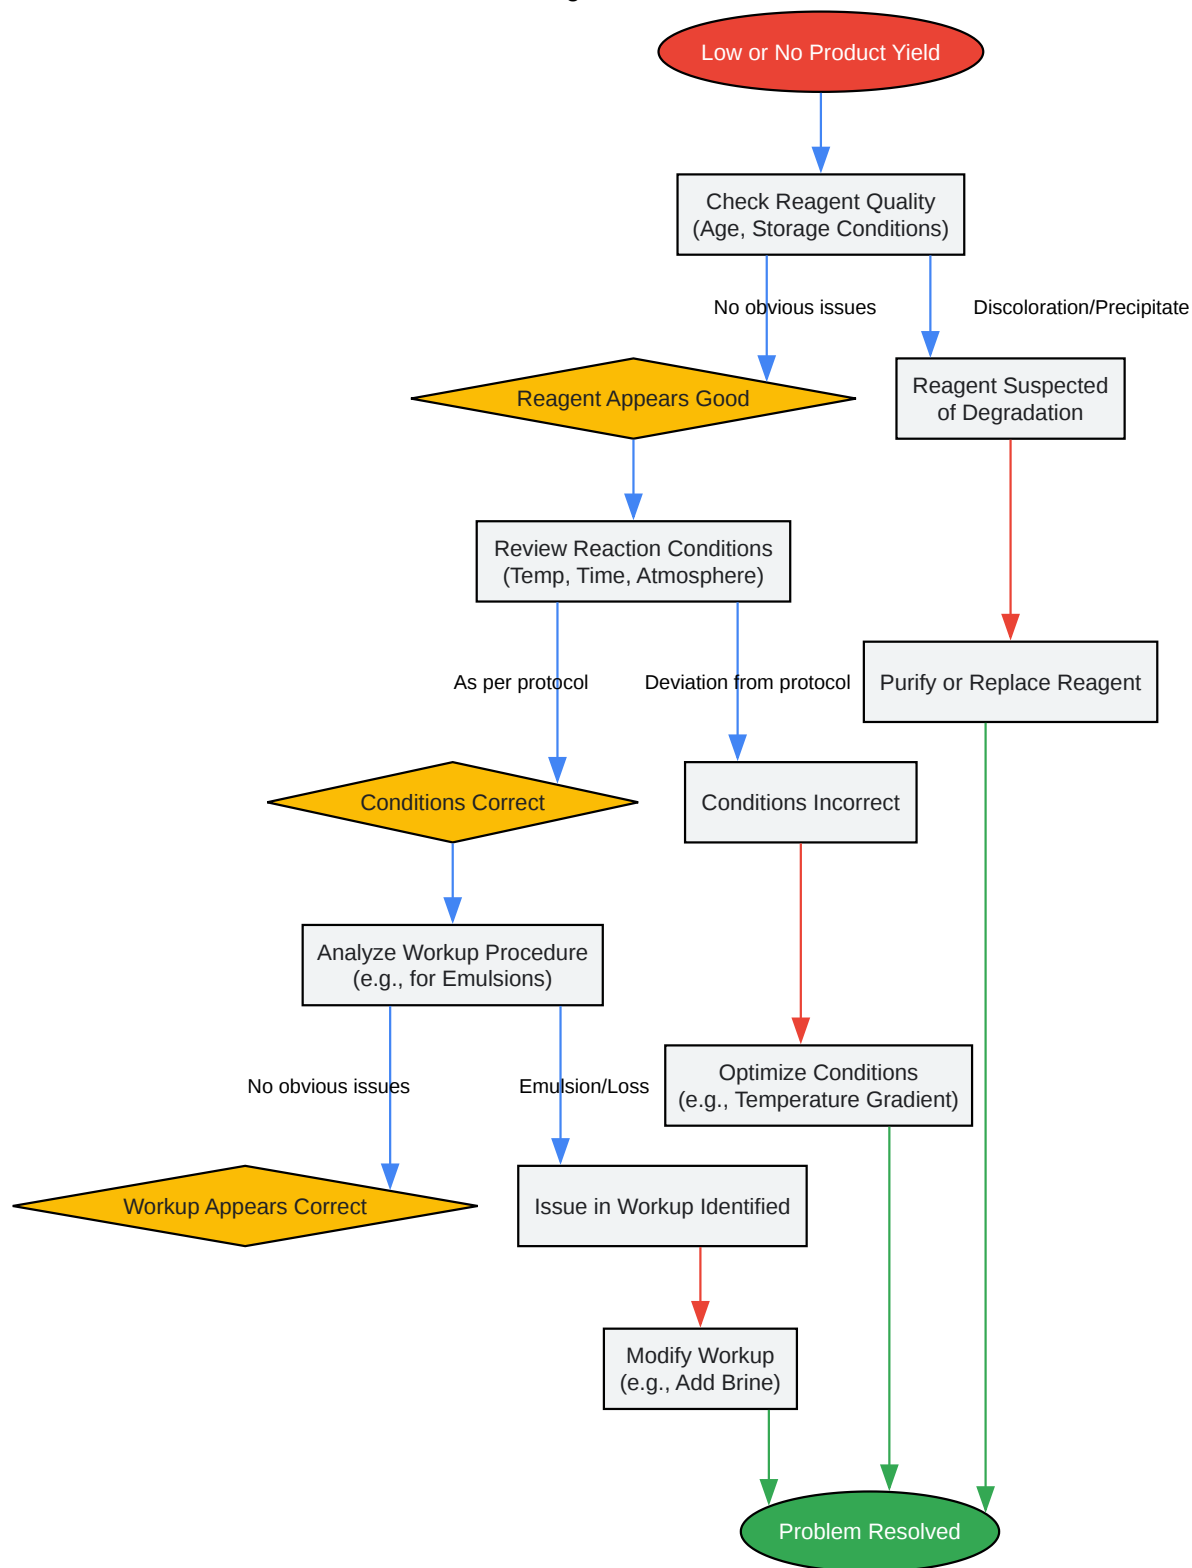 Low or No Product Yield
Check Reagent Quality
(Age, Storage Conditions)
No obvious issues
Discoloration/Precipitate
Reagent Appears Good
Reagent Suspected
of Degradation
Review Reaction Conditions
(Temp, Time, Atmosphere)
As per protocol
Deviation from protocol
Purify or Replace Reagent
Conditions Correct
Conditions Incorrect
Analyze Workup Procedure
(e.g., for Emulsions)
Optimize Conditions
(e.g., Temperature Gradient)
No obvious issues
Emulsion/Loss
Workup Appears Correct
Issue in Workup Identified
Modify Workup
(e.g., Add Brine)
Problem Resolved